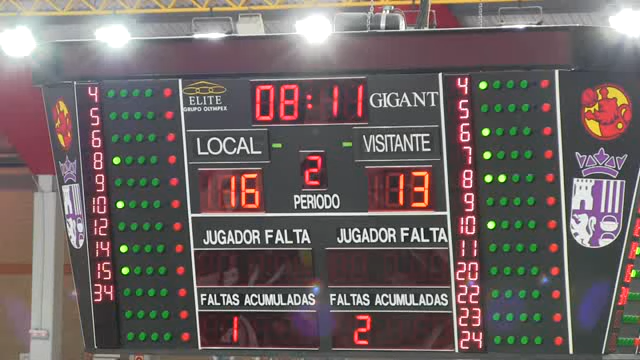 ELITE
GRUPO OLYMPEX
08:11
GIGANT
LOCAL
VISITANTE
16
2
13
PERIODO
JUGADOR FALTA
JUGADOR FALTA
FALTAS ACUMULADAS
FALTAS ACUMULADAS
1
2
4
5
6
8
9
10
12
14
15
34
4
5
6
7
8
9
10
11
20
22
23
24